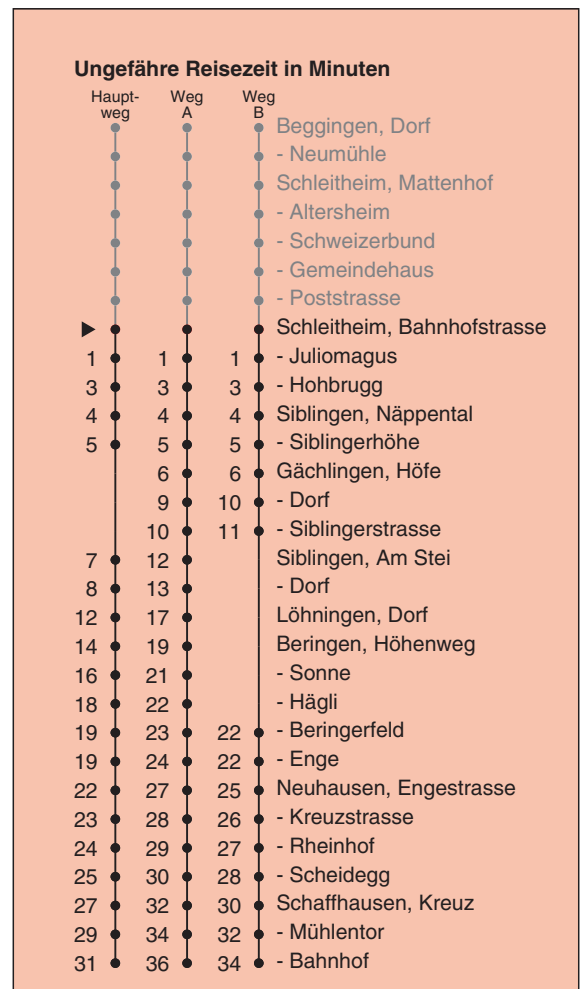 Ungefähre Reisezeit in Minuten
Haupt- Weg Weg
weg A B
Beggingen, Dorf
- Neumühle
Schleitheim, Mattenhof
- Altersheim
- Schweizerbund
- Gemeindehaus
- Poststrasse
Schleitheim, Bahnhofstrasse
1 1 1 - Juliomagus
3 3 3 - Hohbrugg
4 4 4 Siblingen, Näppental
5 5 5 - Siblingerhöhe
6 6 Gächlingen, Höfe
9 10 - Dorf
10 11 - Siblingerstrasse
7 12 Siblingen, Am Stei
8 13 - Dorf
12 17 Löhningen, Dorf
14 19 Beringen, Höhenweg
16 21 - Sonne
18 22 - Hägli
19 23 22 - Beringerfeld
19 24 22 - Enge
22 27 25 Neuhausen, Engestrasse
23 28 26 - Kreuzstrasse
24 29 27 - Rheinhof
25 30 28 - Scheidegg
27 32 30 Schaffhausen, Kreuz
29 34 32 - Mühlentor
31 36 34 - Bahnhof